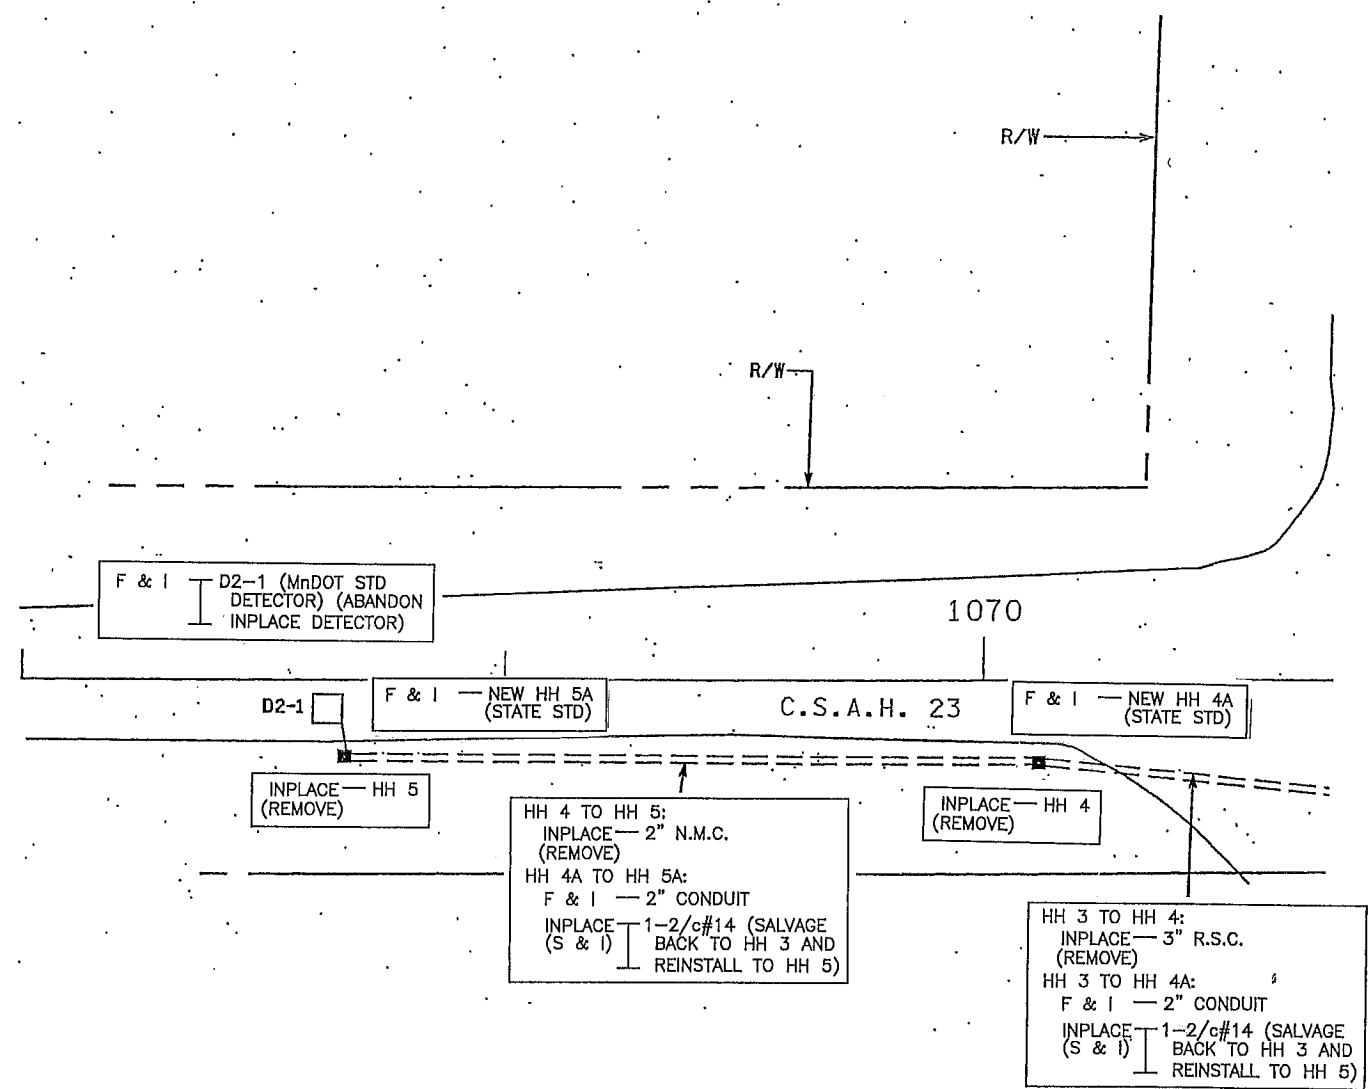 R/W
R/W
F & I D2-1 (MnDOT STD
DETECTOR) (ABANDON
INPLACE DETECTOR)
1070
D2-1
F & I — NEW HH 5A
(STATE STD)
C.S.A.H. 23
F & I — NEW HH 4A
(STATE STD)
INPLACE — HH 5
(REMOVE)
HH 4 TO HH 5:
INPLACE — 2" N.M.C.
(REMOVE)
HH 4A TO HH 5A:
F & I — 2" CONDUIT
INPLACE 1-2/c#14 (SALVAGE
(S & I) BACK TO HH 3 AND
REINSTALL TO HH 5)
INPLACE — HH 4
(REMOVE)
HH 3 TO HH 4:
INPLACE — 3" R.S.C.
(REMOVE)
HH 3 TO HH 4A:
F & I — 2" CONDUIT
INPLACE 1-2/c#14 (SALVAGE
(S & I) BACK TO HH 3 AND
REINSTALL TO HH 5)